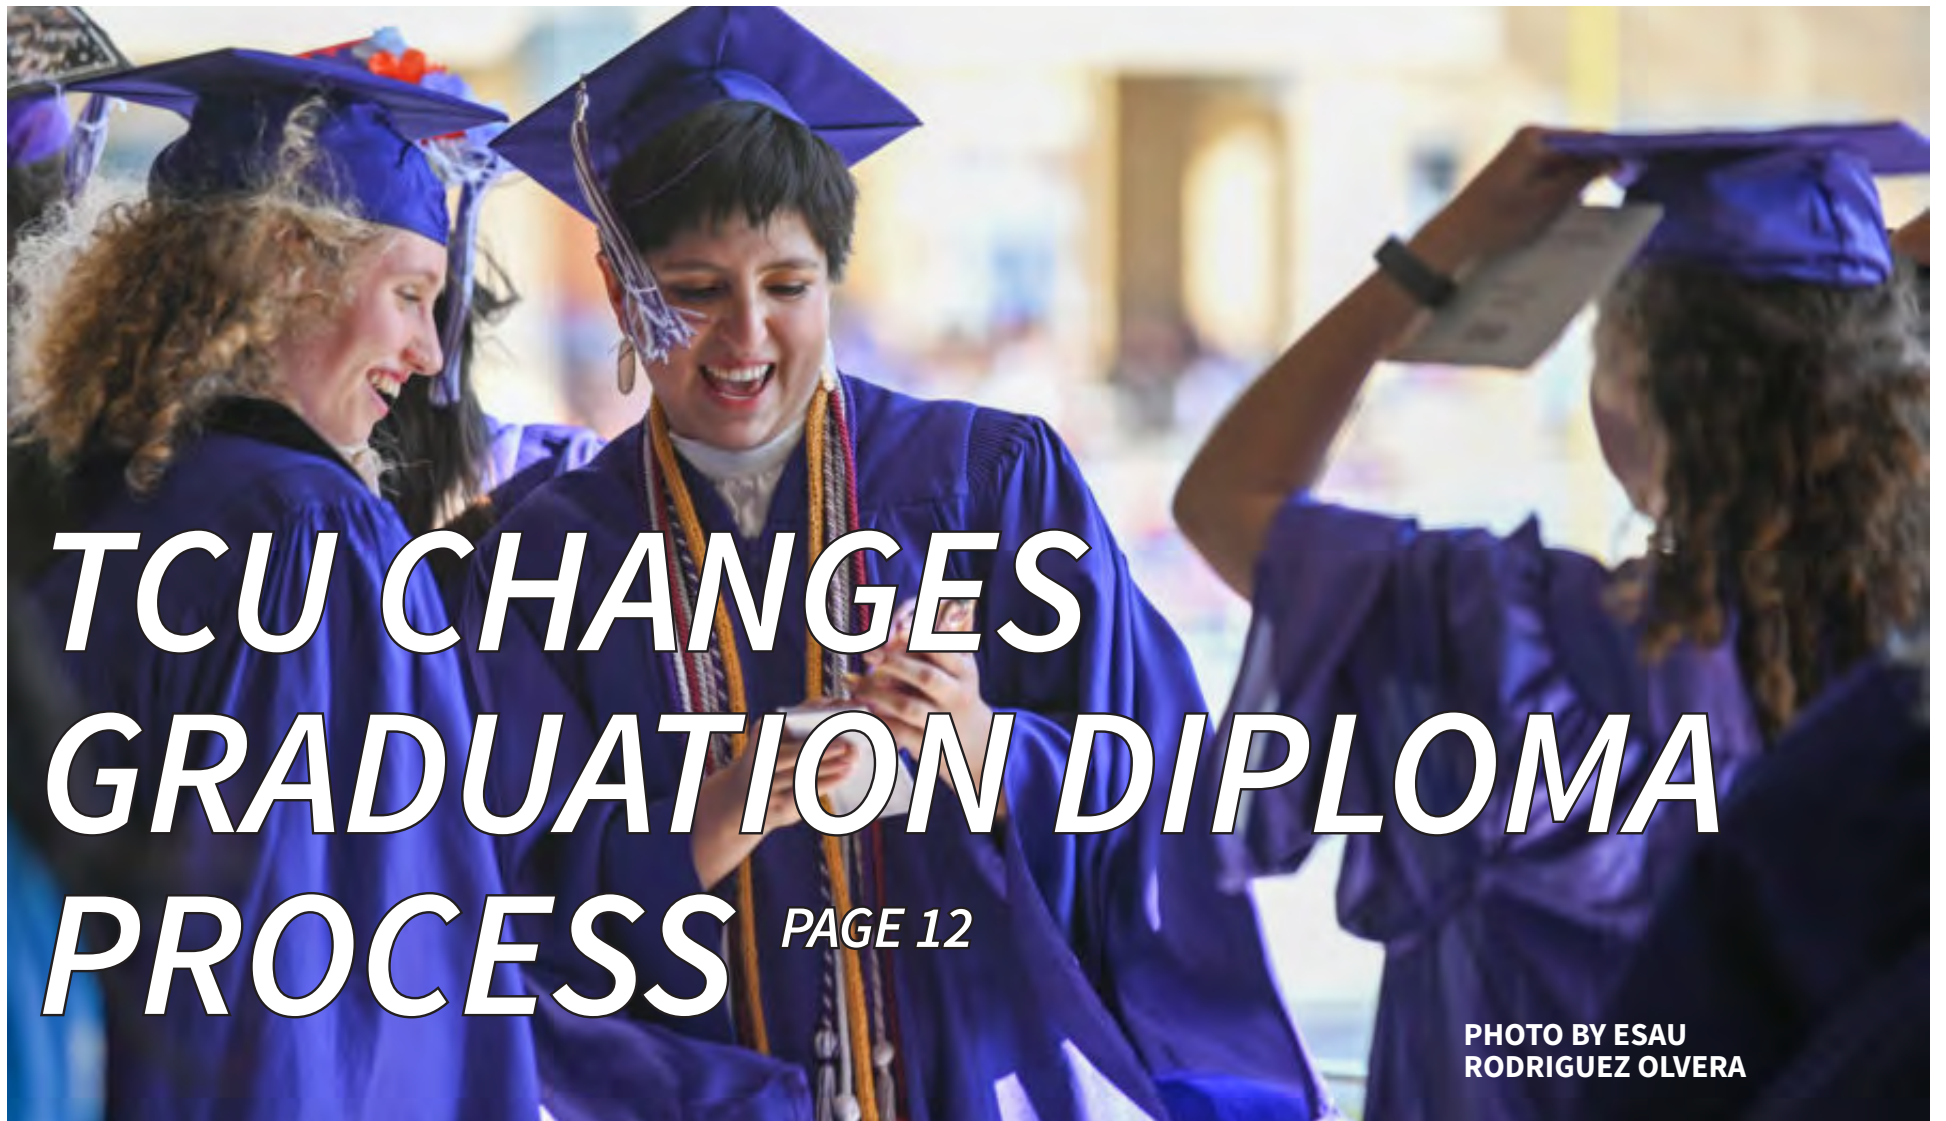 TCU CHANGES
GRADUATION DIPLOMA
PROCESS PAGE 12
PHOTO BY ESAU
RODRIGUEZ OLVERA